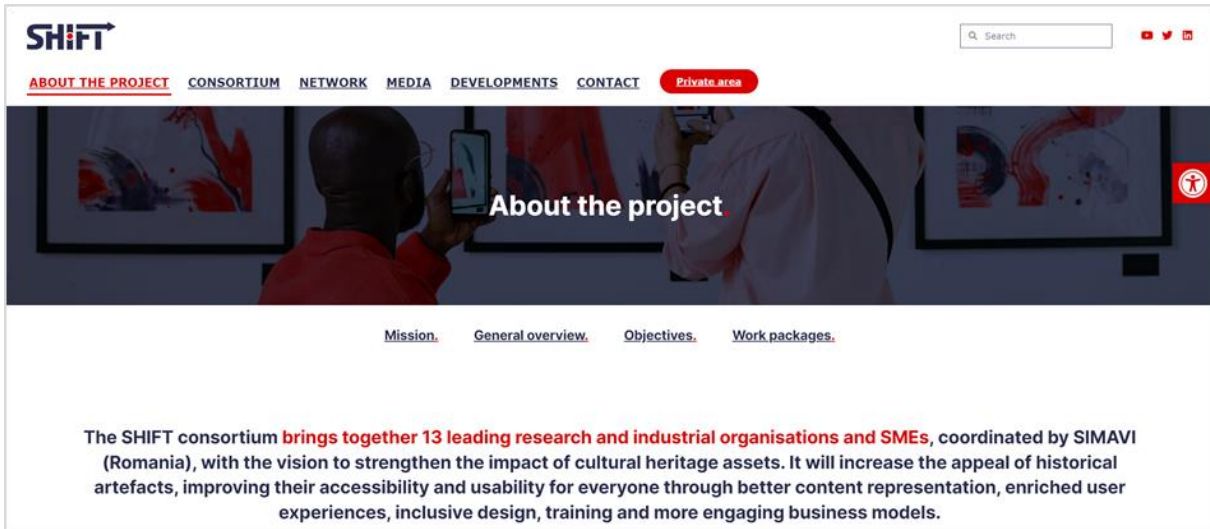 SHIFT
Search
ABOUT THE PROJECT CONSORTIUM NETWORK MEDIA DEVELOPMENTS CONTACT Private area
About the project.
Mission. General overview. Objectives. Work packages.
The SHIFT consortium brings together 13 leading research and industrial organisations and SMEs, coordinated by SIMAVI
(Romania), with the vision to strengthen the impact of cultural heritage assets. It will increase the appeal of historical
artefacts, improving their accessibility and usability for everyone through better content representation, enriched user
experiences, inclusive design, training and more engaging business models.